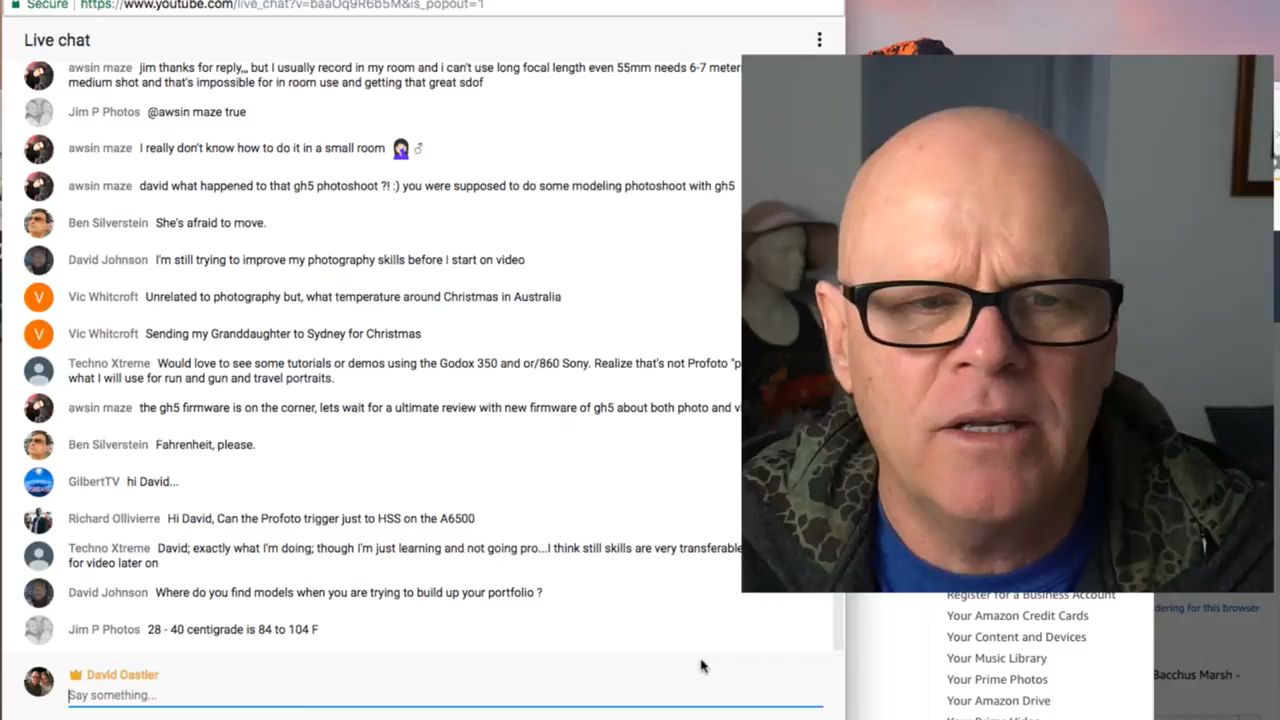 Secure https://www.youtube.com/live_chat?v=baaOq9R6b5M&is_popout=1
Live chat
awsin maze jim thanks for reply,,, but I usually record in my room and i can't use long focal length even 55mm needs 6-7 meter
medium shot and that's impossible for in room use and getting that great sdof
Jim P Photos @awsin maze true
awsin maze I really don't know how to do it in a small room
awsin maze david what happened to that gh5 photoshoot ?! :) you were supposed to do some modeling photoshoot with gh5
Ben Silverstein She's afraid to move.
David Johnson I'm still trying to improve my photography skills before I start on video
V Vic Whitcroft Unrelated to photography but, what temperature around Christmas in Australia
V Vic Whitcroft Sending my Granddaughter to Sydney for Christmas
Techno Xtreme Would love to see some tutorials or demos using the Godox 350 and or/860 Sony. Realize that's not Profoto "p
what I will use for run and gun and travel portraits.
awsin maze the gh5 firmware is on the corner, lets wait for a ultimate review with new firmware of gh5 about both photo and v
Ben Silverstein Fahrenheit, please.
GilbertTV hi David...
Richard Ollivierre Hi David, Can the Profoto trigger just to HSS on the A6500
Techno Xtreme David; exactly what I'm doing; though I'm just learning and not going pro...I think still skills are very transferable
for video later on
David Johnson Where do you find models when you are trying to build up your portfolio ?
Jim P Photos 28 - 40 centigrade is 84 to 104 F
David Oastler
Say something...
Register for a Business Account
Your Amazon Credit Cards
Your Content and Devices
Your Music Library
Your Prime Photos
Your Amazon Drive
dering for this browser
Bacchus Marsh -